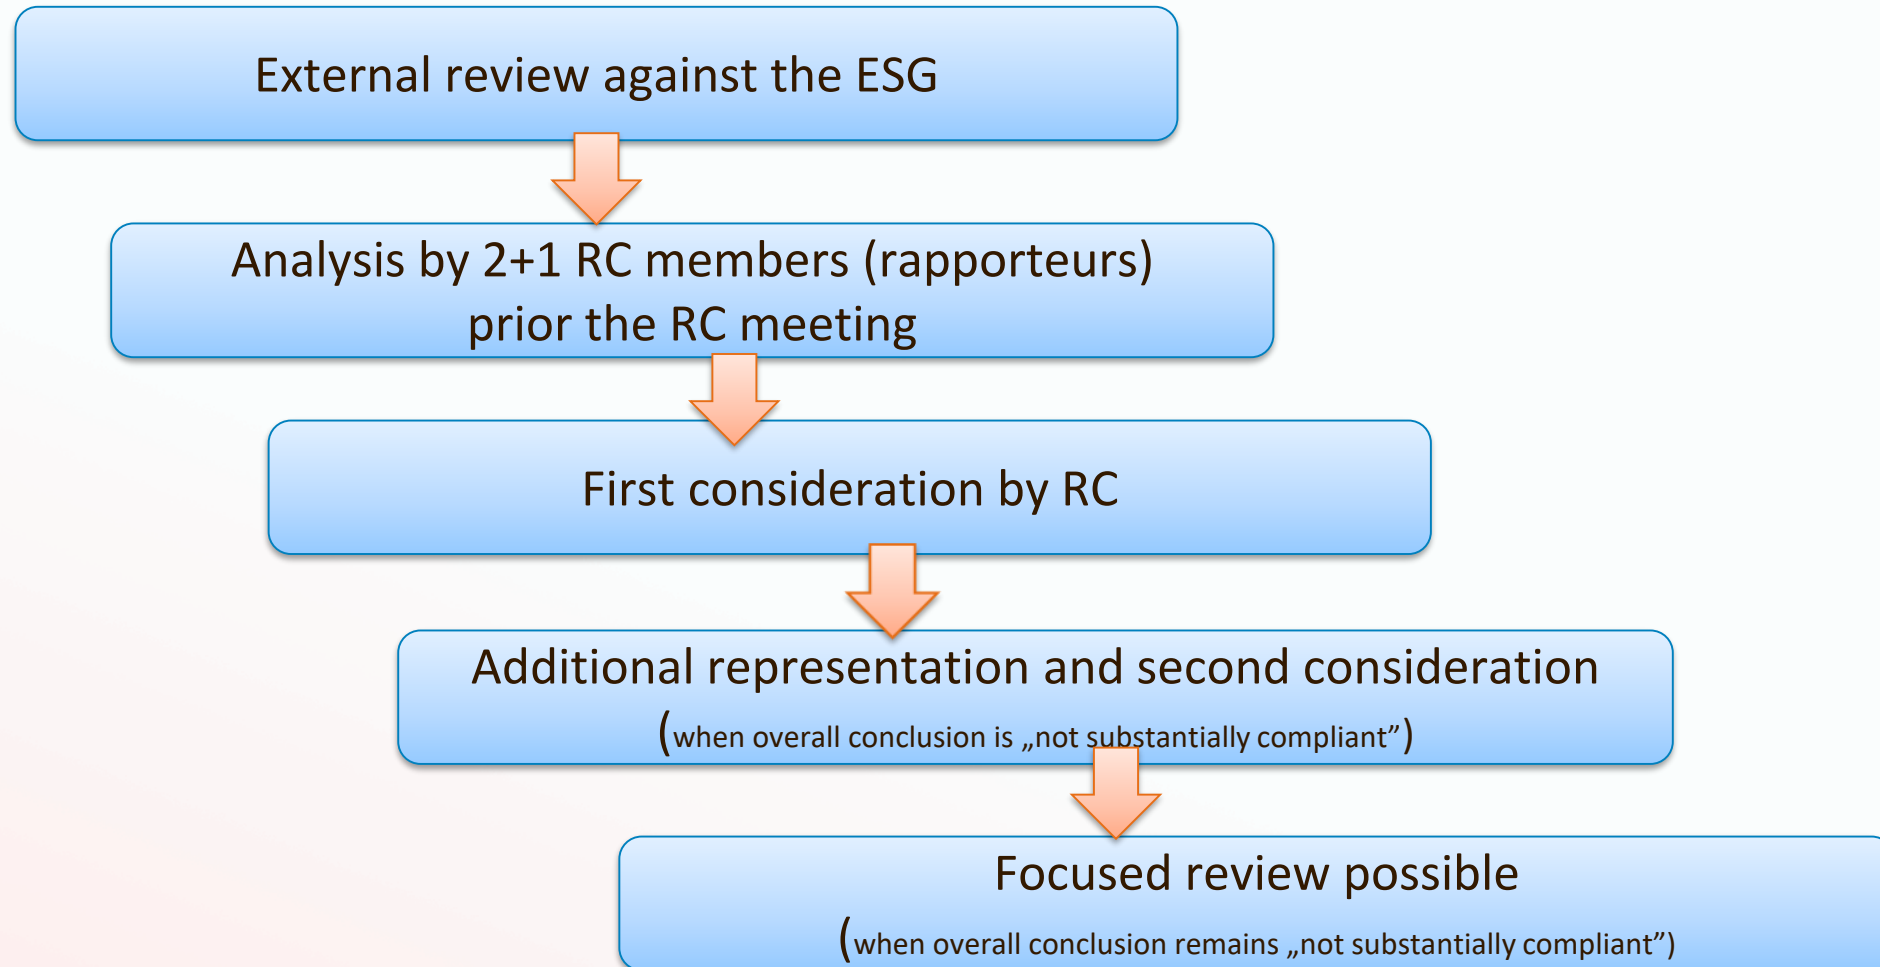 External review against the ESG
Analysis by 2+1 RC members (rapporteurs)
prior the RC meeting
First consideration by RC
Additional representation and second consideration
(when overall conclusion is „not substantially compliant”)
Focused review possible
(when overall conclusion remains „not substantially compliant”)